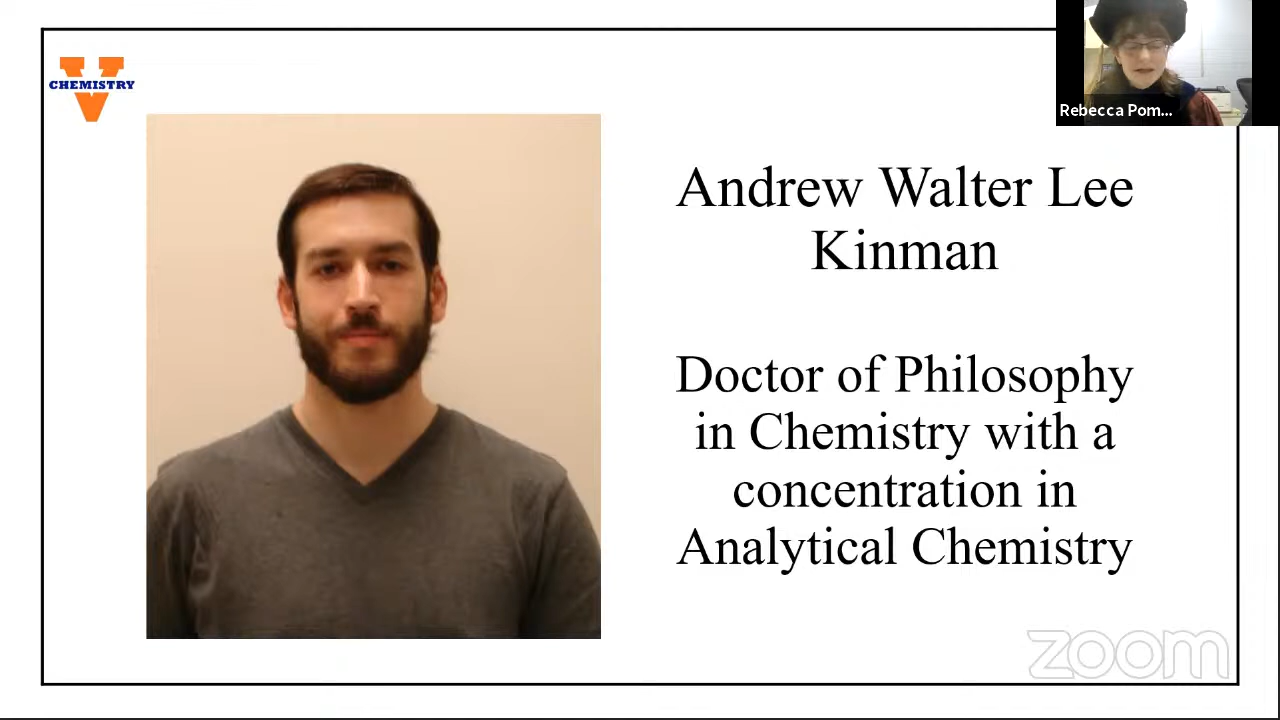 CHEMISTRY
Rebecca Pom...
Andrew Walter Lee
Kinman
Doctor of Philosophy
in Chemistry with a
concentration in
Analytical Chemistry
zoom